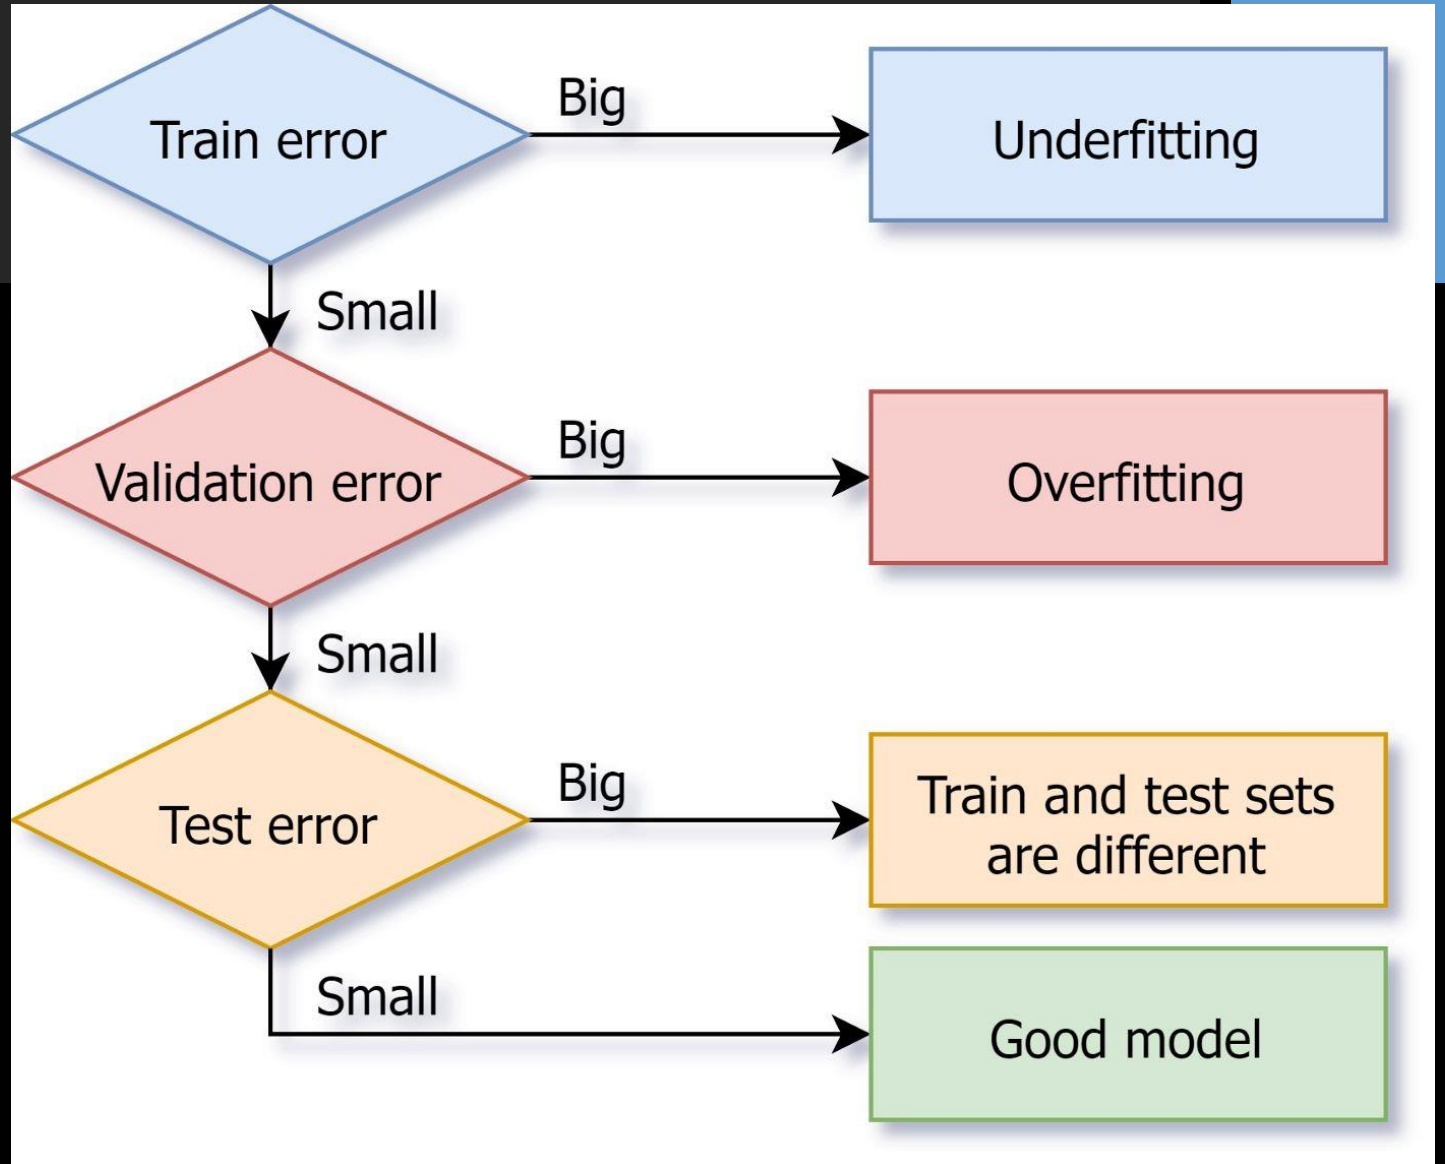 Train error
Big
Underfitting
Small
Validation error
Big
Overfitting
Small
Test error
Big
Train and test sets
are different
Small
Good model